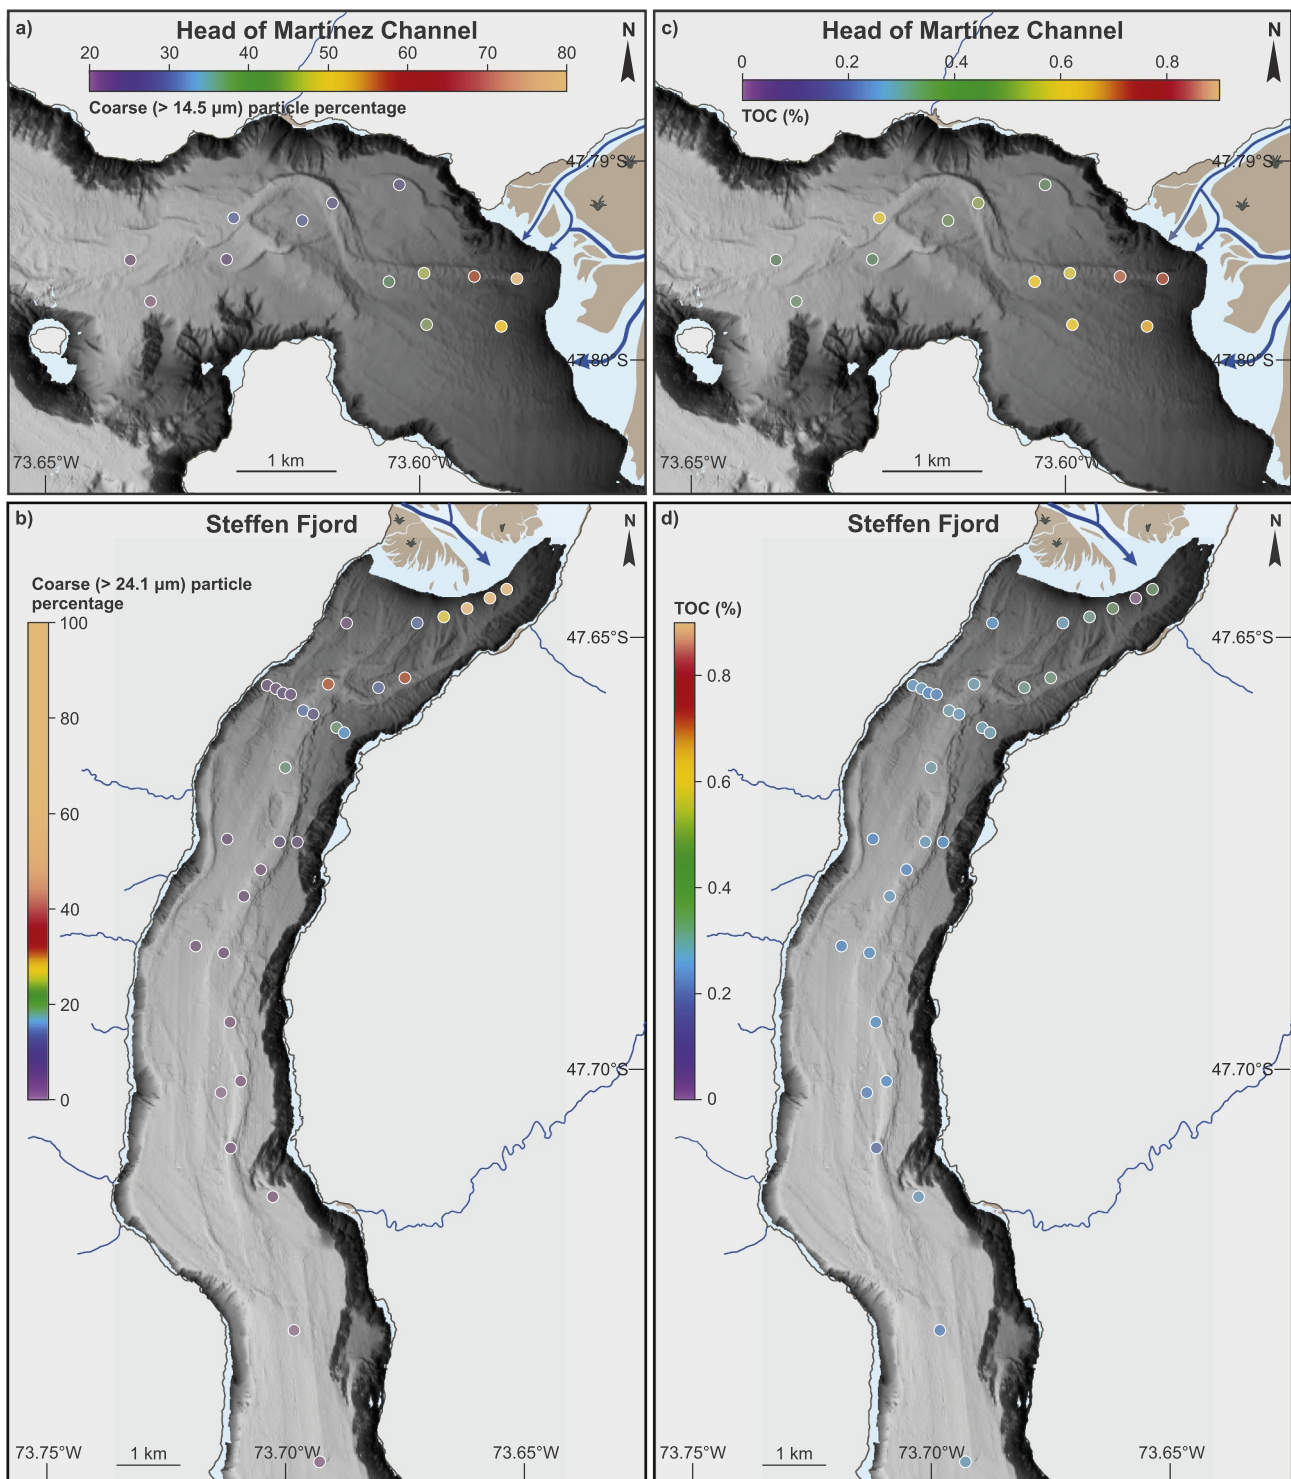 a)
Head of Martínez Channel
N
20 30 40 50 60 70 80
Coarse (> 14.5 µm) particle percentage
47.79°S
47.80°S
73.65°W
1 km
73.60°W
c)
Head of Martínez Channel
N
0 0.2 0.4 0.6 0.8
TOC (%)
47.79°S
47.80°S
73.65°W
1 km
73.60°W
b)
Steffen Fjord
N
Coarse (> 24.1 µm) particle
percentage
100
80
60
40
20
0
47.65°S
47.70°S
73.75°W
1 km
73.70°W
73.65°W
d)
Steffen Fjord
N
TOC (%)
0.8
0.6
0.4
0.2
0
47.65°S
47.70°S
73.75°W
1 km
73.70°W
73.65°W